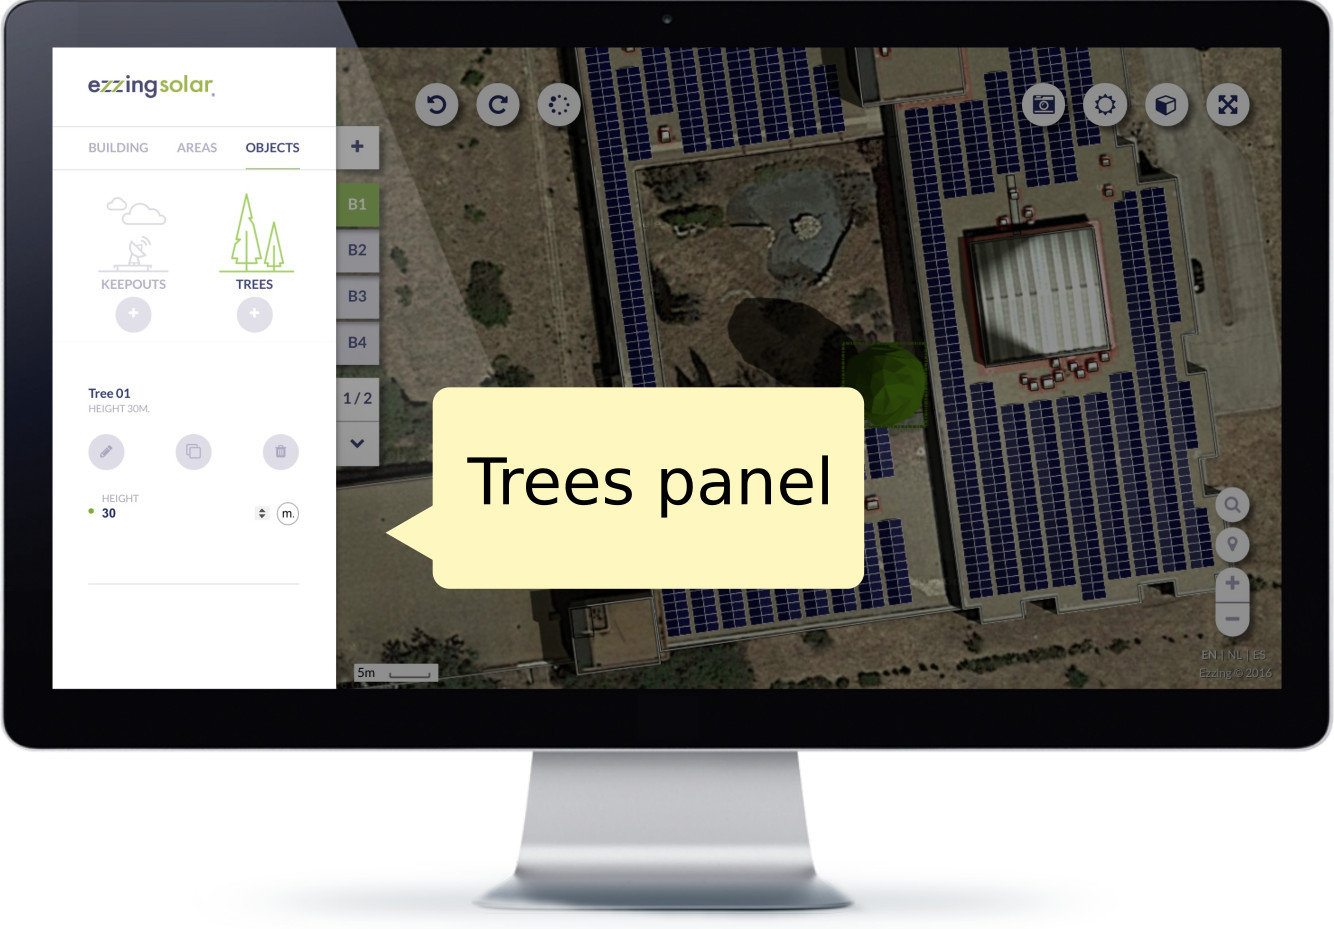 ezzingsolar
BUILDING AREAS OBJECTS
KEEPOUTS TREES
Tree 01
HEIGHT 30M.
HEIGHT
30
m.
B1
B2
B3
B4
1 / 2
Trees panel
5m
EN | NL | ES
Ezzing © 2016